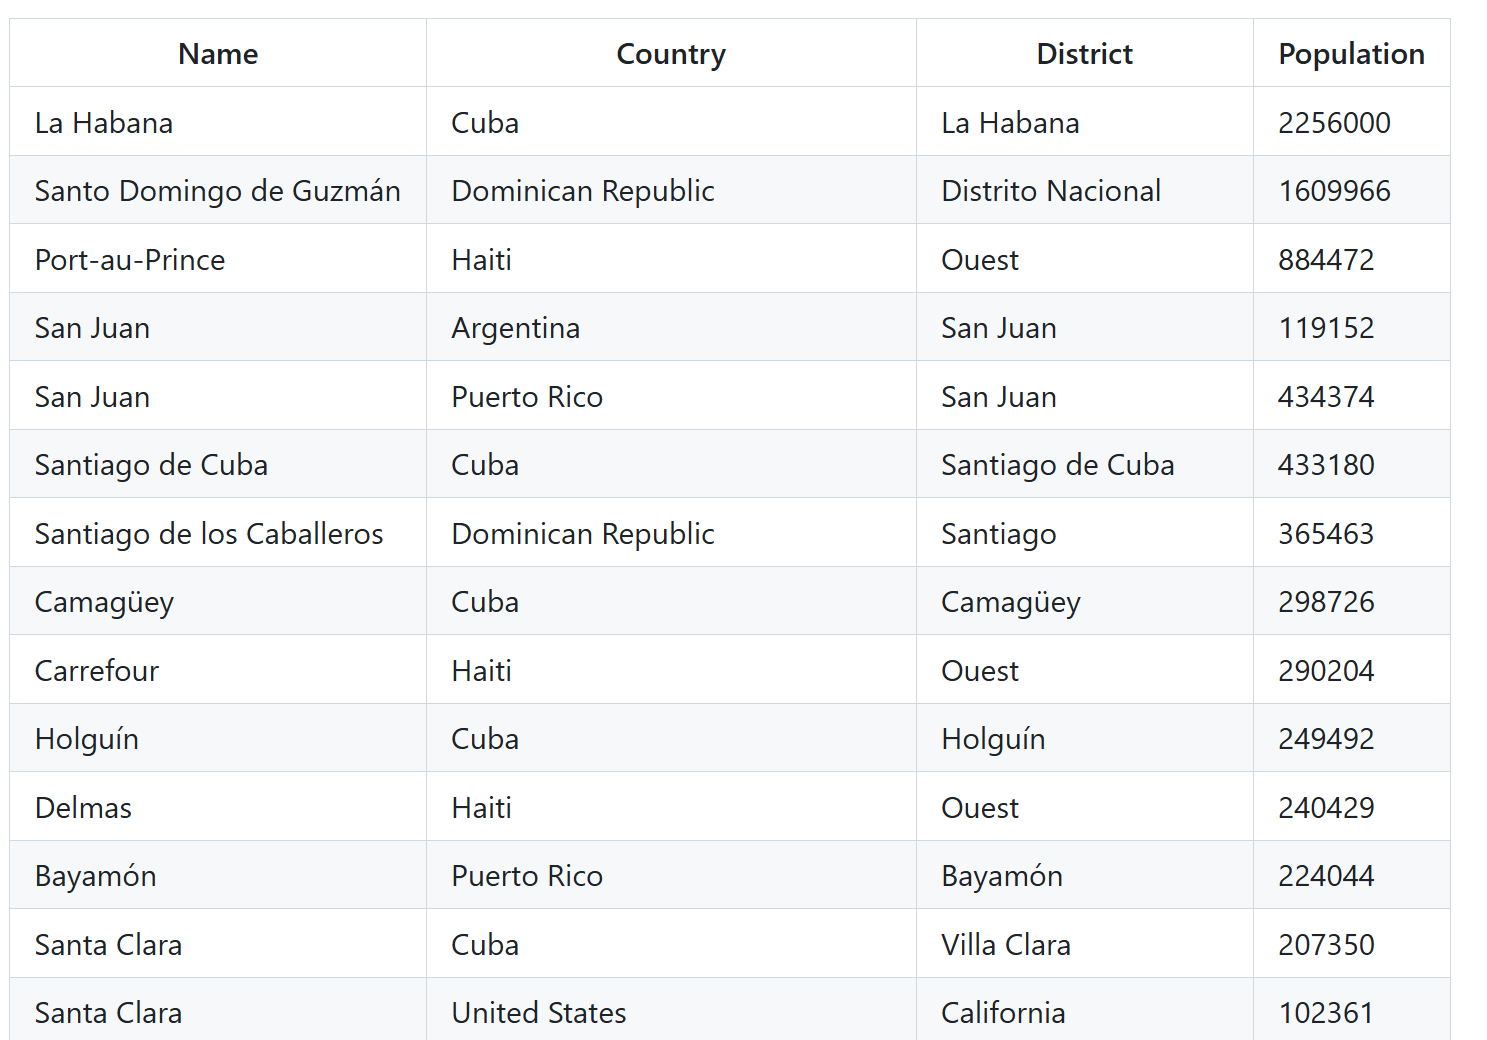 Name Country District Population
La Habana Cuba La Habana 2256000
Santo Domingo de Guzmán Dominican Republic Distrito Nacional 1609966
Port-au-Prince Haiti Ouest 884472
San Juan Argentina San Juan 119152
San Juan Puerto Rico San Juan 434374
Santiago de Cuba Cuba Santiago de Cuba 433180
Santiago de los Caballeros Dominican Republic Santiago 365463
Camagüey Cuba Camagüey 298726
Carrefour Haiti Ouest 290204
Holguín Cuba Holguín 249492
Delmas Haiti Ouest 240429
Bayamón Puerto Rico Bayamón 224044
Santa Clara Cuba Villa Clara 207350
Santa Clara United States California 102361